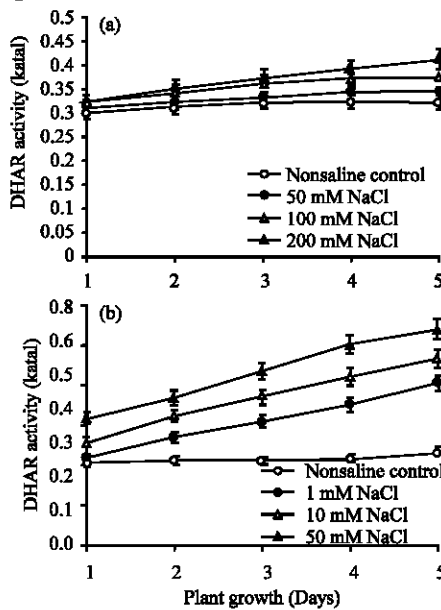 (a)
DHAR activity (katal)
0.5
0.45
0.4
0.35
0.3
0.25
0.2
0.15
0.1
0.05
0
Nonsaline control
50 mM NaCl
100 mM NaCl
200 mM NaCl
1 2 3 4 5
(b)
DHAR activity (katal)
0.8
0.5
0.4
0.3
0.2
0.1
0.0
Nonsaline control
1 mM NaCl
10 mM NaCl
50 mM NaCl
1 2 3 4 5
Plant growth (Days)